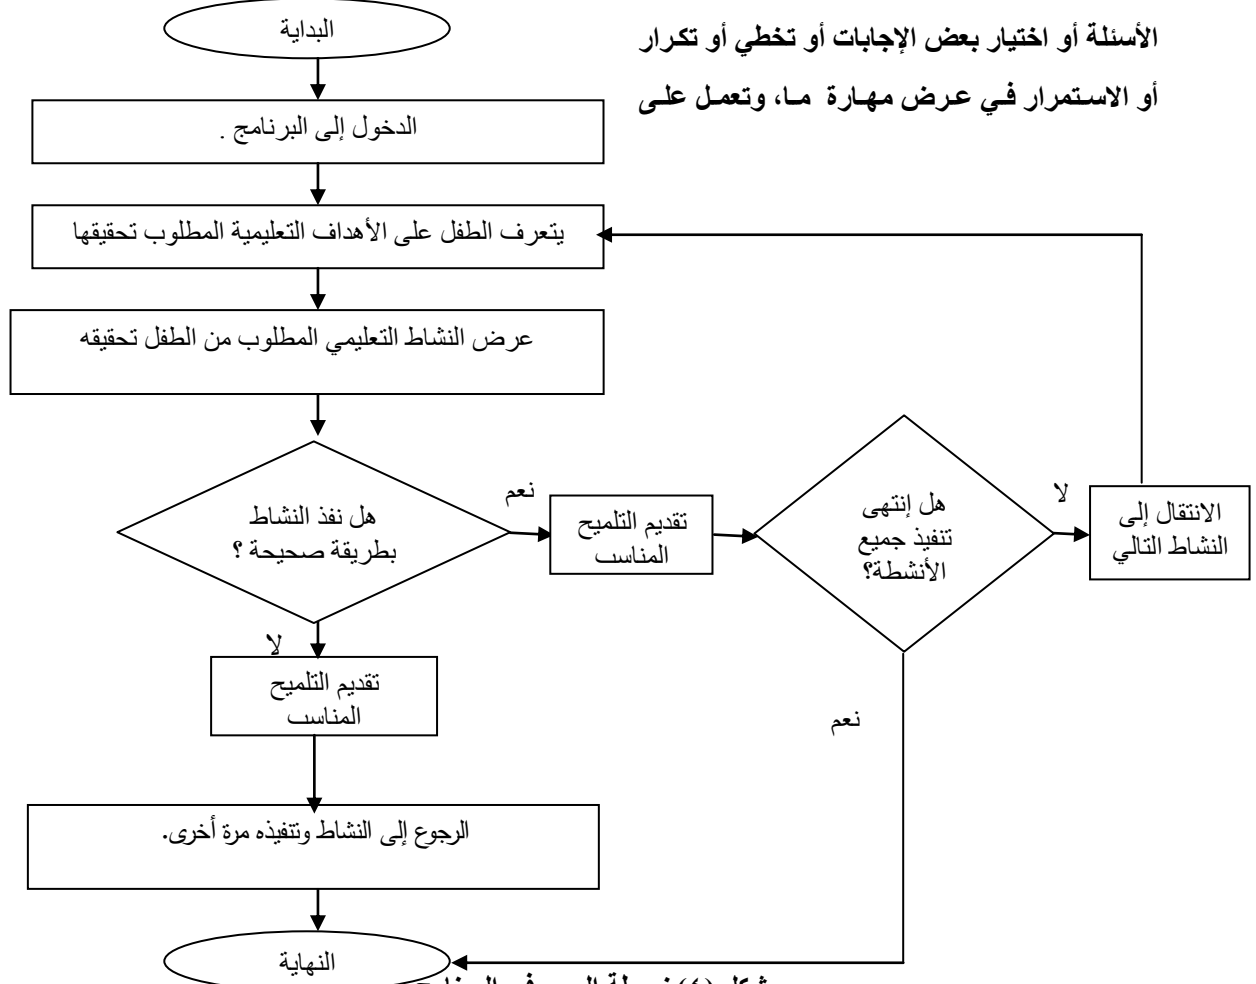 الأسئلة أو اختيار بعض الإجابات أو تخطي أو تكرار
أو الاستمرار في عرض مهارة ما، وتعمل على
البداية
الدخول إلى البرنامج .
يتعرف الطفل على الأهداف التعليمية المطلوب تحقيقها
عرض النشاط التعليمي المطلوب من الطفل تحقيقه
هل نفذ النشاط
بطريقة صحيحة ؟
نعم
تقديم التلميح
المناسب
هل إنتهى
تنفيذ جميع
الأنشطة؟
لا
الانتقال إلى
النشاط التالي
لا
تقديم التلميح
المناسب
نعم
الرجوع إلى النشاط وتنفيذه مرة أخرى.
النهاية
شكل (٤)